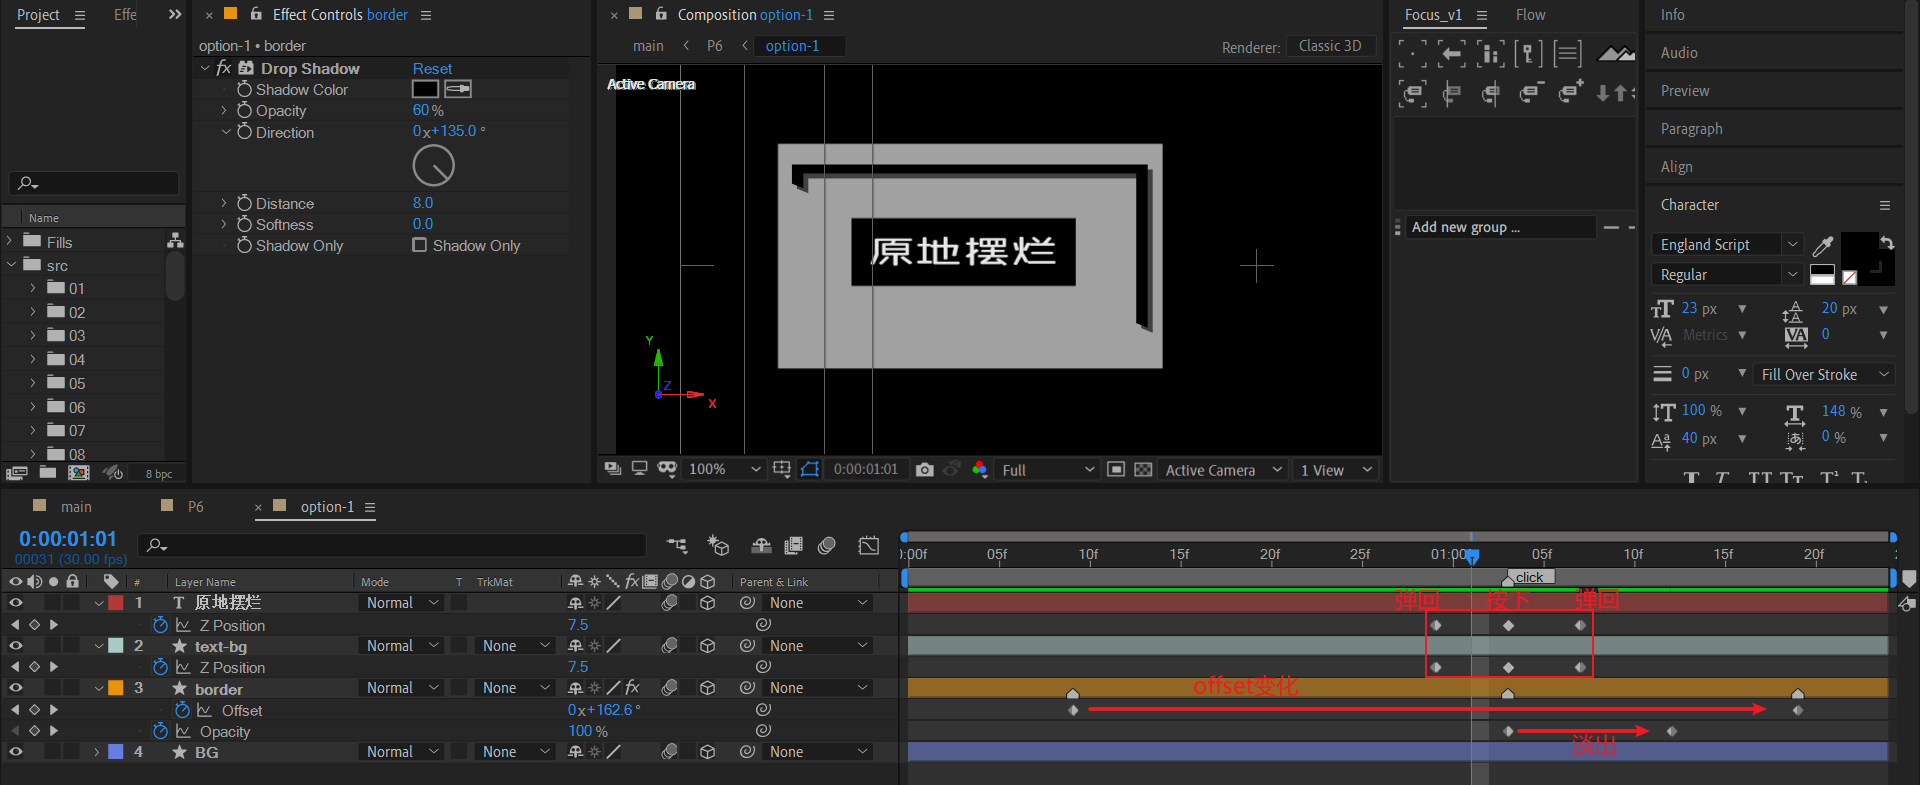 Project
Effe
Effect Controls border
option-1 • border
fx Drop Shadow Reset
Shadow Color
Opacity 60 %
Direction 0x+135.0 °
Distance 8.0
Softness 0.0
Shadow Only Shadow Only
Name
Fills
src
01
02
03
04
05
06
07
08
8 bpc
Composition option-1
main < P6 < option-1
Renderer: Classic 3D
Active Camera
原地摆烂
Y
Z
X
100% 0:00:01:01 Full Active Camera 1 View
Focus_v1 Flow
Add new group ...
Info
Audio
Preview
Paragraph
Align
Character
England Script
Regular
23 px 20 px
Metrics 0
0 px Fill Over Stroke
100 % 148 %
40 px 0 %
main P6 option-1
0:00:01:01
00031 (30.00 fps)
# Layer Name Mode T TrkMat Parent & Link
:00f 05f 10f 15f 20f 25f 01:00f 05f 10f 15f 20f
click
1 T 原地摆烂 Normal None
弹回 按下 弹回
Z Position 7.5
2 text-bg Normal None None
Z Position 7.5
3 border Normal None fx None
offset变化
Offset 0x+162.6 °
Opacity 100 %
淡出
4 BG Normal None None